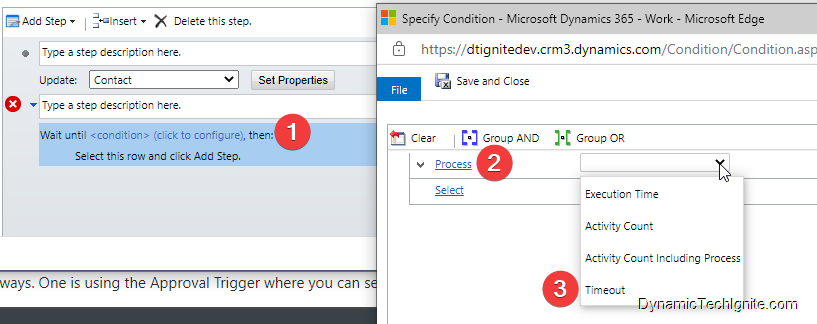 Add Step
Insert
Delete this step.
Type a step description here.
Update: Contact Set Properties
Type a step description here.
Wait until <condition> (click to configure), then: 1
Select this row and click Add Step.
ways. One is using the Approval Trigger where you can se
Specify Condition - Microsoft Dynamics 365 - Work - Microsoft Edge
https://dtignitedev.crm3.dynamics.com/Condition/Condition.asp
File
Save and Close
Clear
Group AND
Group OR
Process 2
Select
Execution Time
Activity Count
Activity Count Including Process
3 Timeout
DynamicTechIgnite.com